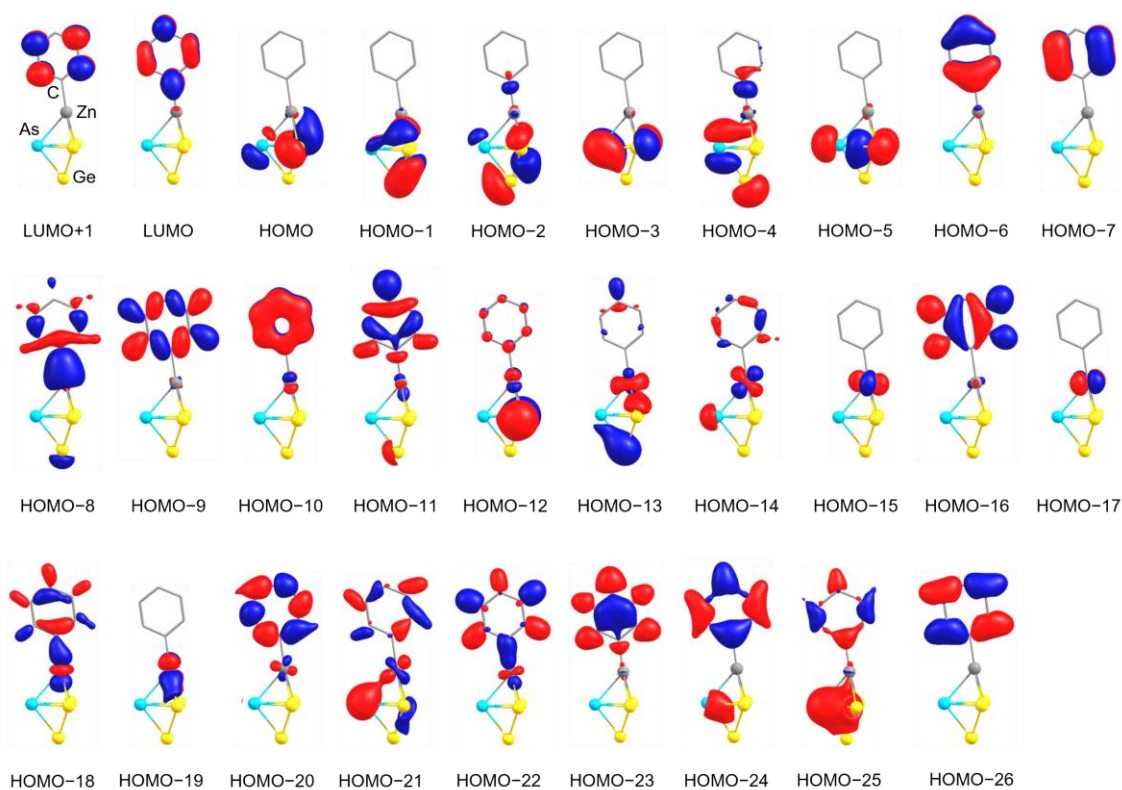 C
Zn
As
Ge
LUMO+1 LUMO HOMO HOMO−1 HOMO−2 HOMO−3 HOMO−4 HOMO−5 HOMO−6 HOMO−7
HOMO−8 HOMO−9 HOMO−10 HOMO−11 HOMO−12 HOMO−13 HOMO−14 HOMO−15 HOMO−16 HOMO−17
HOMO−18 HOMO−19 HOMO−20 HOMO−21 HOMO−22 HOMO−23 HOMO−24 HOMO−25 HOMO−26